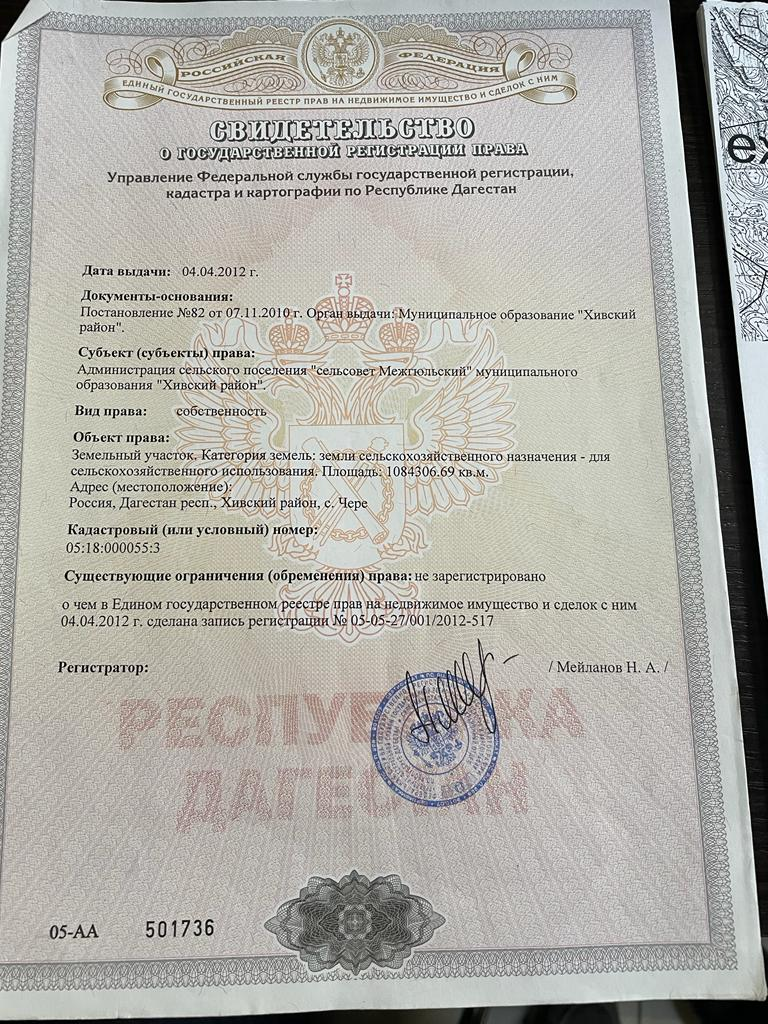 РОССИЙСКАЯ ФЕДЕРАЦИЯ
ЕДИНЫЙ ГОСУДАРСТВЕННЫЙ РЕЕСТР ПРАВ НА НЕДВИЖИМОЕ ИМУЩЕСТВО И СДЕЛОК С НИМ
СВИДЕТЕЛЬСТВО
О ГОСУДАРСТВЕННОЙ РЕГИСТРАЦИИ ПРАВА
Управление Федеральной службы государственной регистрации,
кадастра и картографии по Республике Дагестан
Дата выдачи: 04.04.2012 г.
Документы-основания:
Постановление №82 от 07.11.2010 г. Орган выдачи: Муниципальное образование "Хивский
район".
Субъект (субъекты) права:
Администрация сельского поселения "сельсовет Межгюльский" муниципального
образования "Хивский район".
Вид права: собственность
Объект права:
Земельный участок. Категория земель: земли сельскохозяйственного назначения - для
сельскохозяйственного использования. Площадь: 1084306.69 кв.м.
Адрес (местоположение):
Россия, Дагестан респ., Хивский район, с. Чере
Кадастровый (или условный) номер:
05:18:000055:3
Существующие ограничения (обременения) права: не зарегистрировано
о чем в Едином государственном реестре прав на недвижимое имущество и сделок с ним
04.04.2012 г. сделана запись регистрации № 05-05-27/001/2012-517
Регистратор: / Мейланов Н. А. /
РЕСПУБЛИКА
ДАГЕСТАН
05-АА 501736